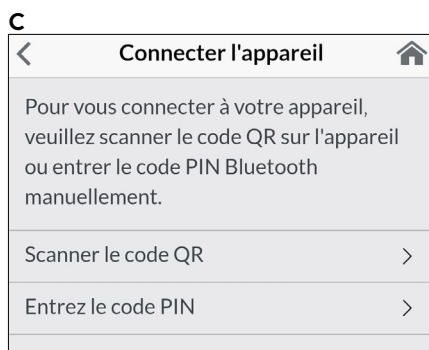 C
Connecter l'appareil
Pour vous connecter à votre appareil,
veuillez scanner le code QR sur l'appareil
ou entrer le code PIN Bluetooth
manuellement.
Scanner le code QR
Entrez le code PIN